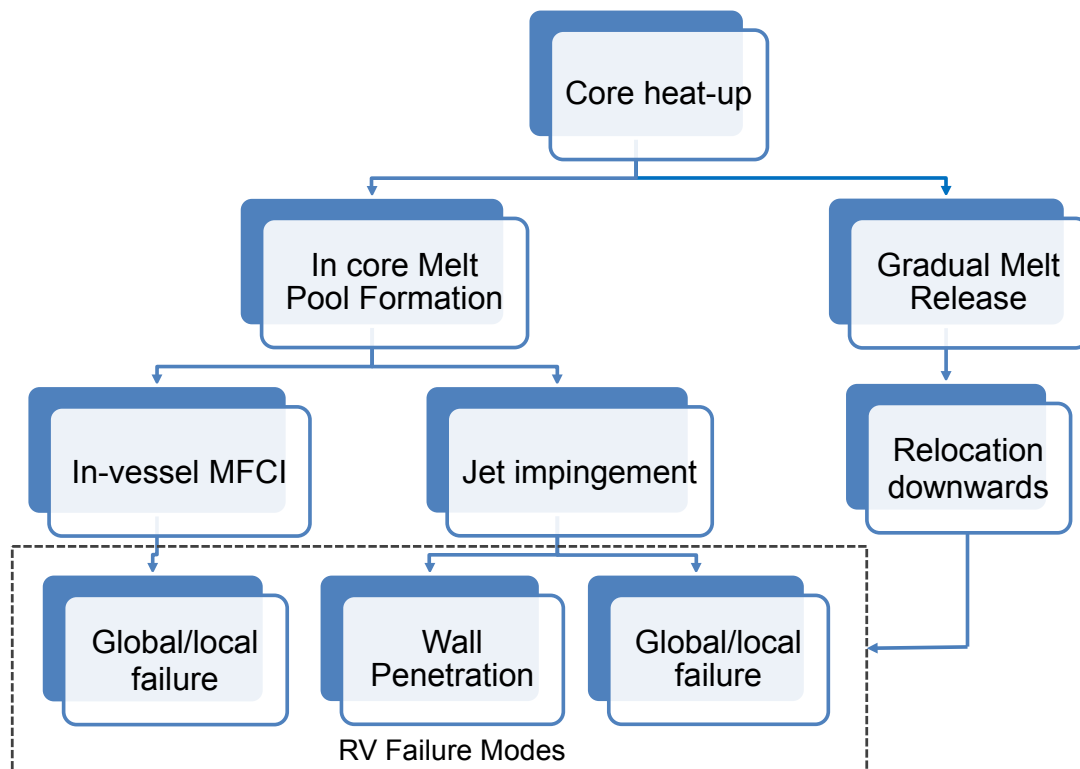 Core heat-up
In core Melt
Pool Formation
Gradual Melt
Release
In-vessel MFCI
Jet impingement
Relocation
downwards
Global/local
failure
Wall
Penetration
Global/local
failure
RV Failure Modes